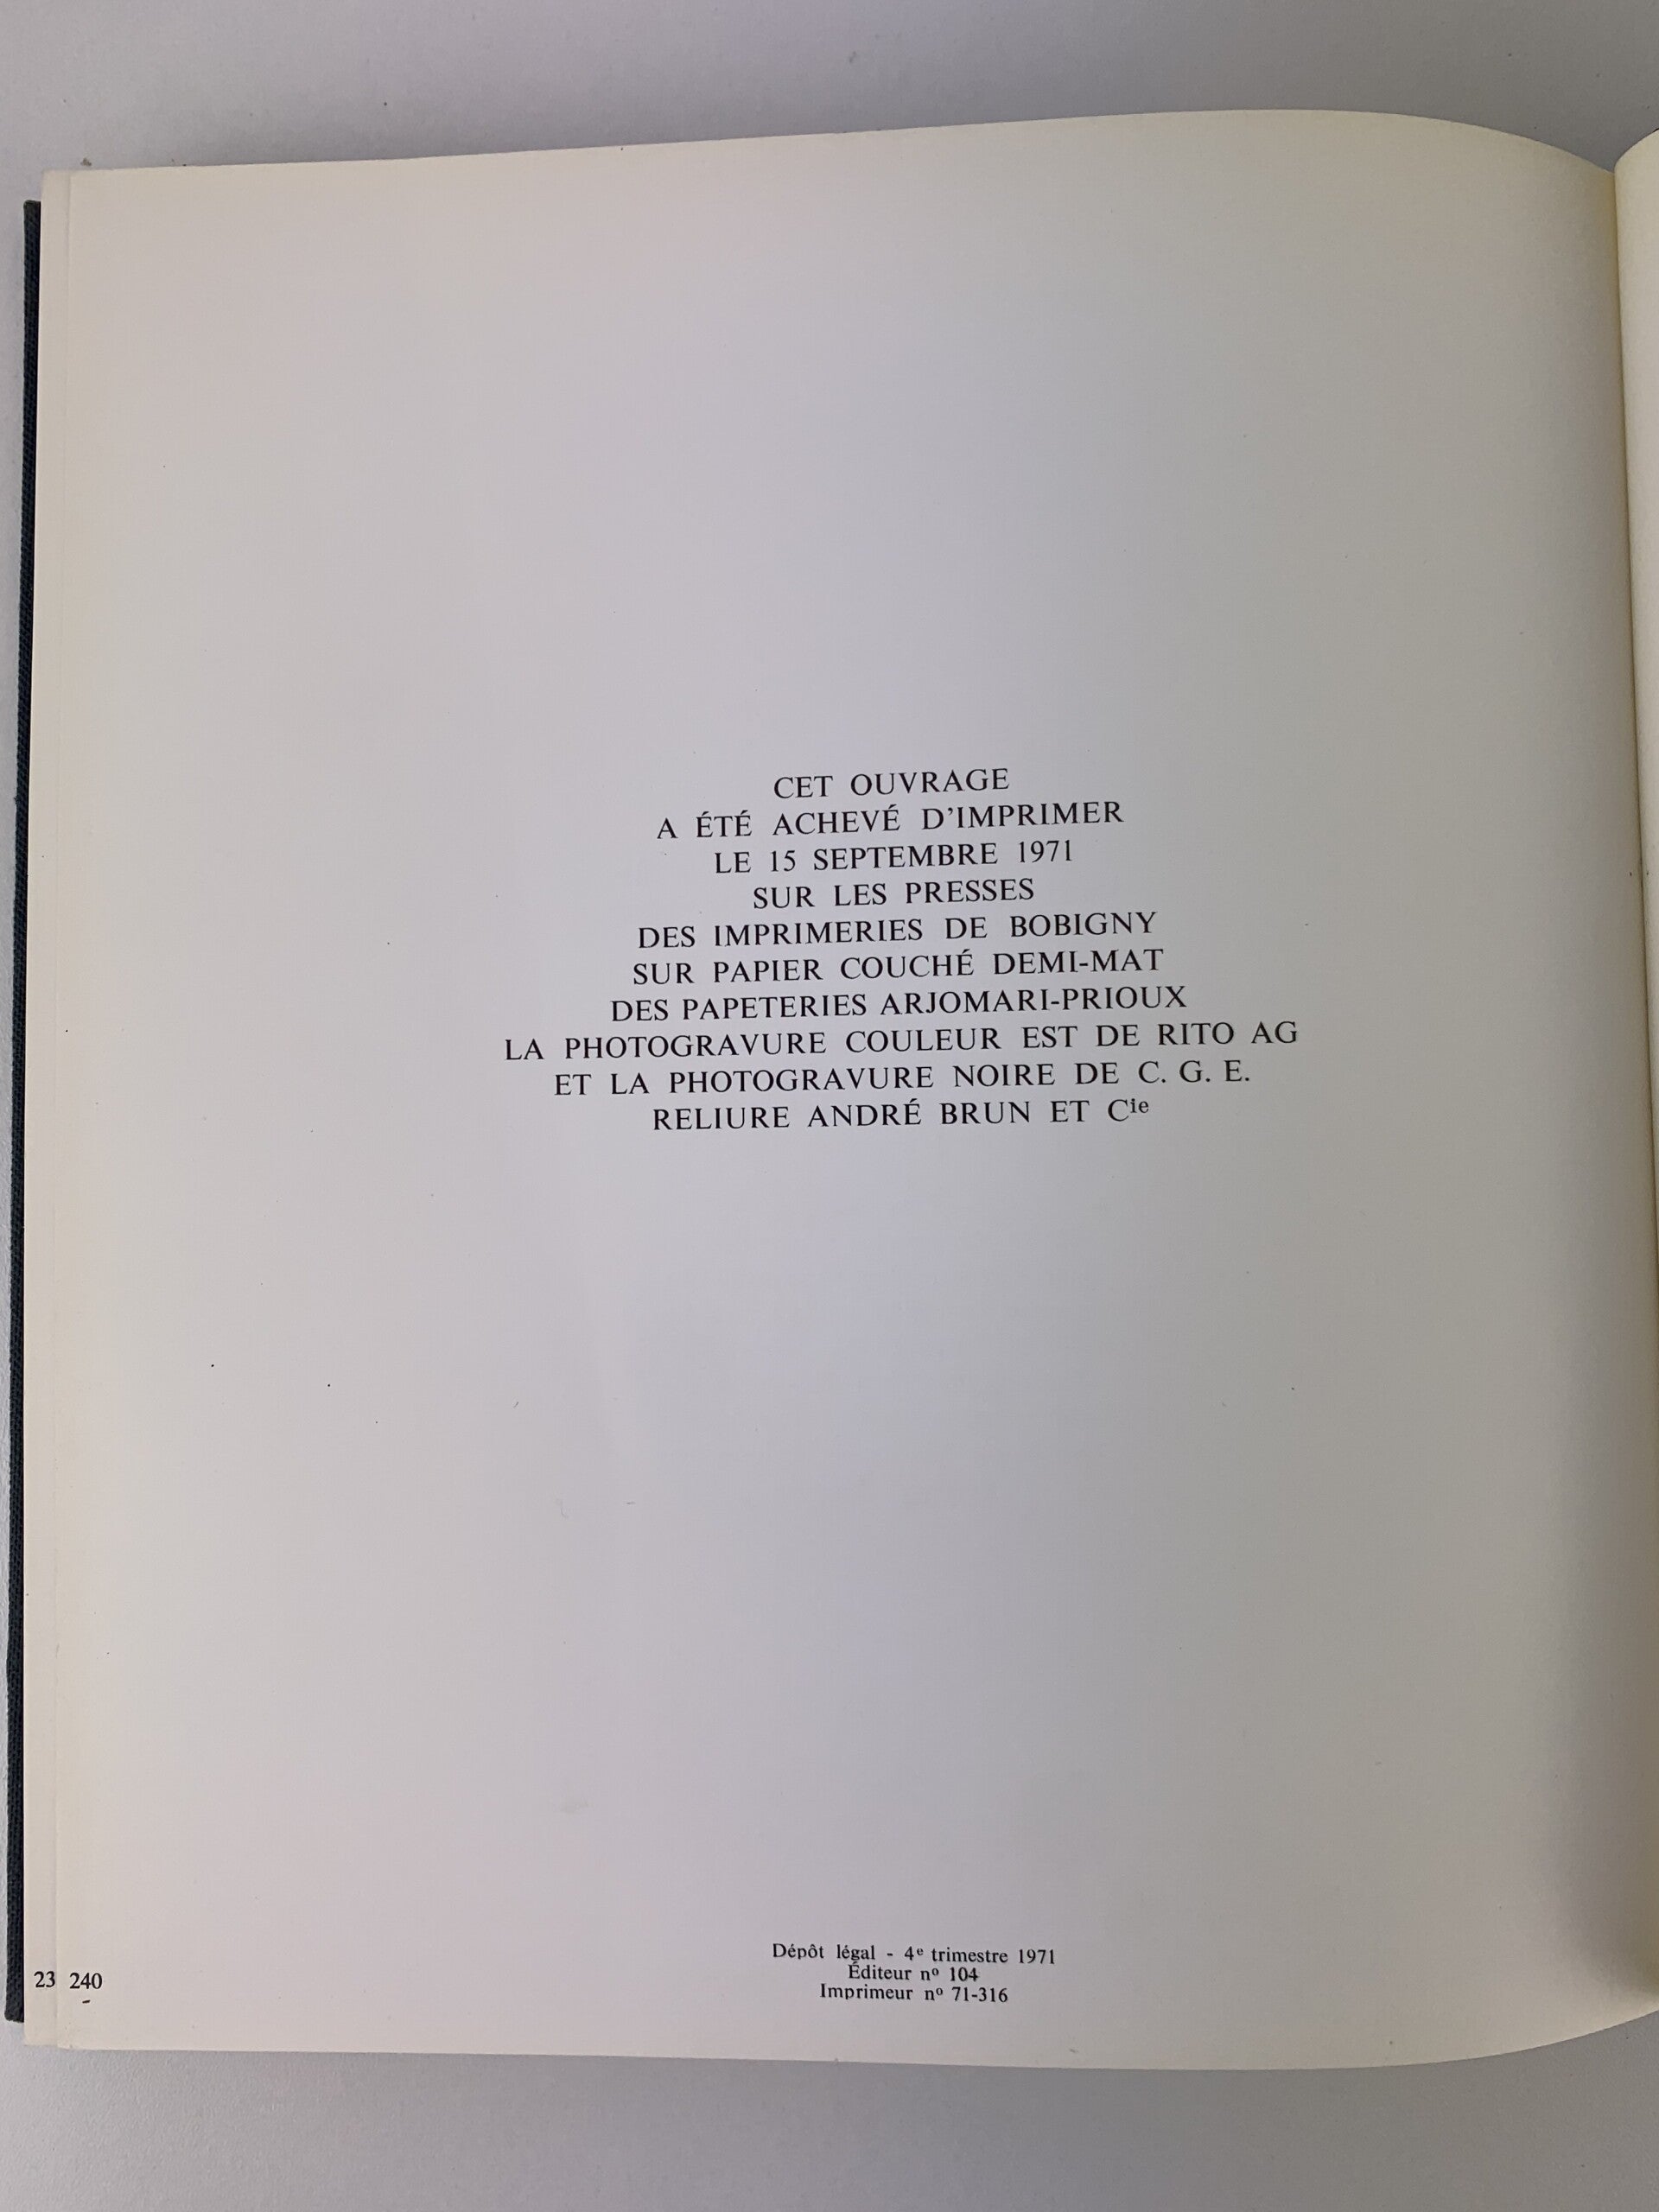 CET OUVRAGE
A ÉTÉ ACHEVÉ D'IMPRIMER
LE 15 SEPTEMBRE 1971
SUR LES PRESSES
DES IMPRIMERIES DE BOBIGNY
SUR PAPIER COUCHÉ DEMI-MAT
DES PAPETERIES ARJOMARI-PRIOUX
LA PHOTOGRAVURE COULEUR EST DE RITO AG
ET LA PHOTOGRAVURE NOIRE DE C. G. E.
RELIURE ANDRÉ BRUN ET Cie
Dépôt légal - 4e trimestre 1971
Éditeur no 104
Imprimeur no 71-316
23 240